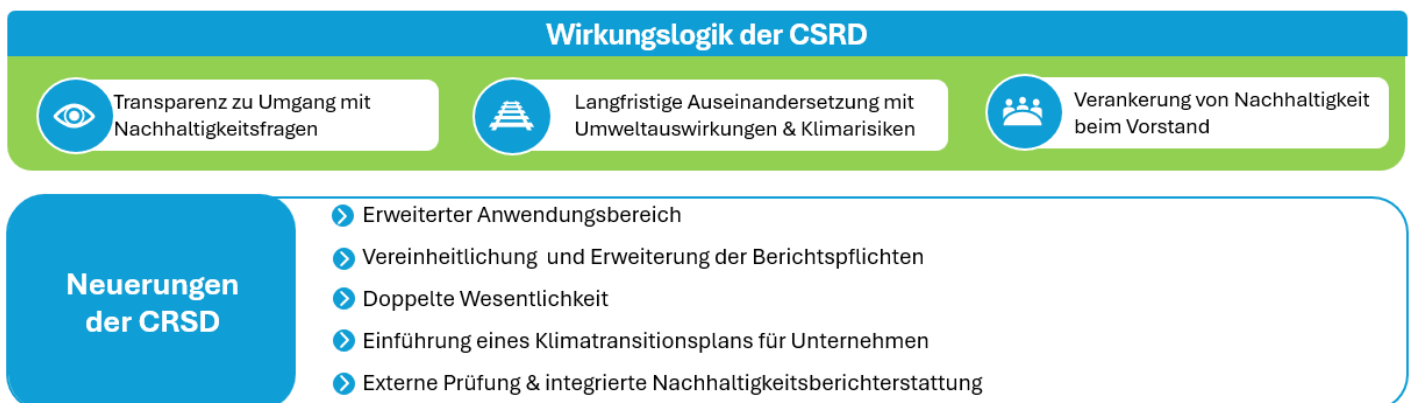 Wirkungslogik der CSRD
Transparenz zu Umgang mit
Nachhaltigkeitsfragen
Langfristige Auseinandersetzung mit
Umweltauswirkungen & Klimarisiken
Verankerung von Nachhaltigkeit
beim Vorstand
Neuerungen
der CRSD
Erweiterter Anwendungsbereich
Vereinheitlichung  und Erweiterung der Berichtspflichten
Doppelte Wesentlichkeit
Einführung eines Klimatransitionsplans für Unternehmen
Externe Prüfung & integrierte Nachhaltigkeitsberichterstattung